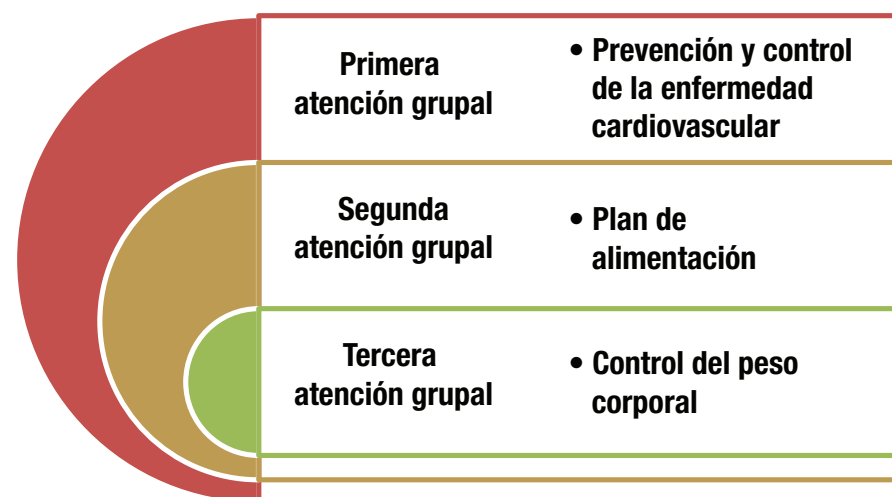 Primera
atención grupal
• Prevención y control
de la enfermedad
cardiovascular
Segunda
atención grupal
• Plan de
alimentación
Tercera
atención grupal
• Control del peso
corporal